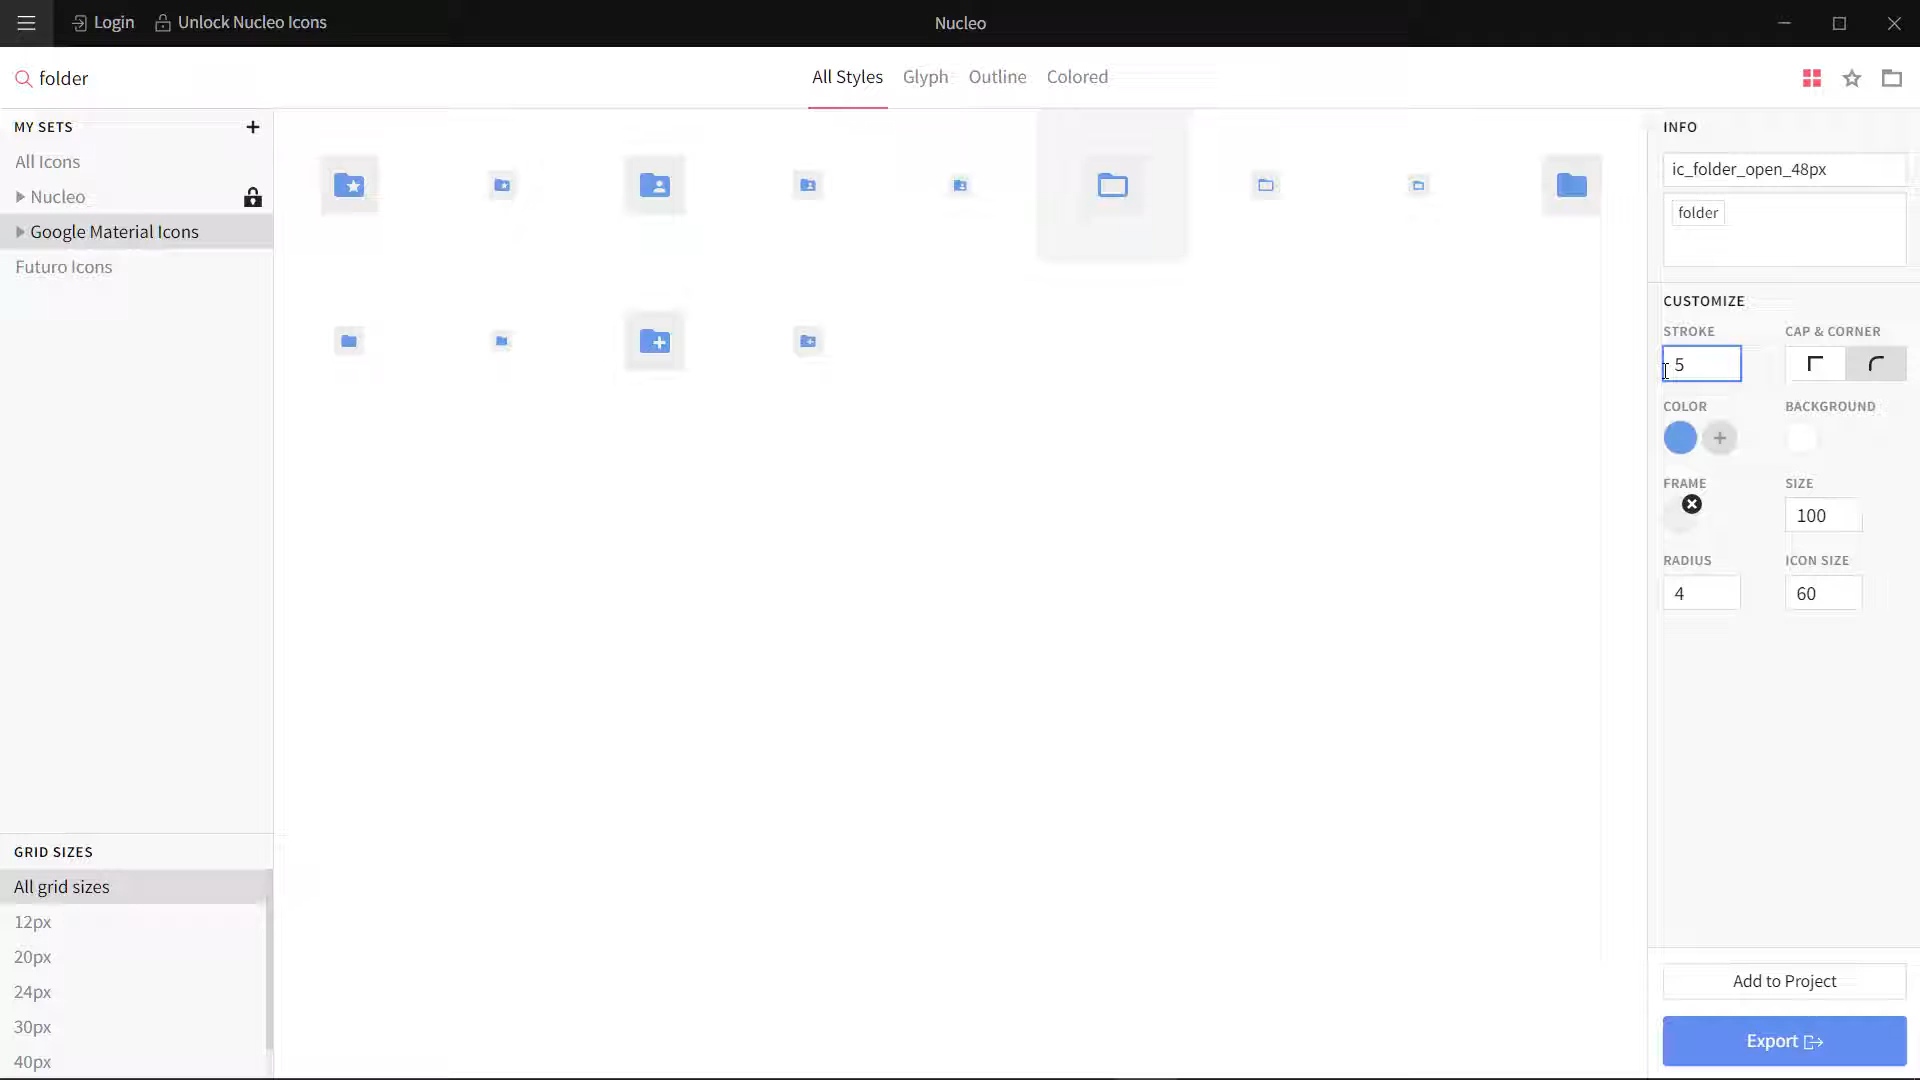 Login
Unlock Nucleo Icons
Nucleo
folder
All Styles
Glyph
Outline
Colored
MY SETS
All Icons
Nucleo
Google Material Icons
Futuro Icons
GRID SIZES
All grid sizes
12px
20px
24px
30px
40px
INFO
ic_folder_open_48px
folder
CUSTOMIZE
STROKE
CAP & CORNER
5
COLOR
BACKGROUND
FRAME
SIZE
100
RADIUS
ICON SIZE
4
60
Add to Project
Export